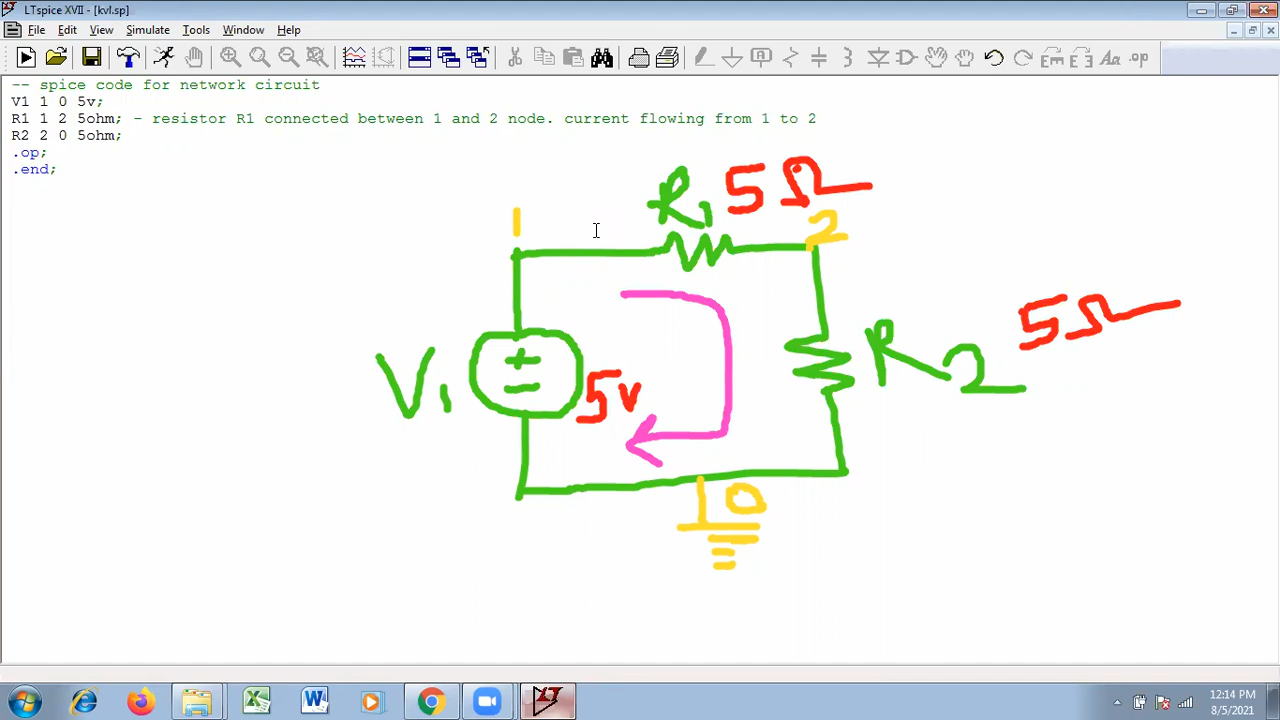 LTspice XVII - [kvl.sp]
File Edit View Simulate Tools Window Help
-- spice code for network circuit
V1 1 0 5v;
R1 1 2 5ohm; - resistor R1 connected between 1 and 2 node. current flowing from 1 to 2
R2 2 0 5ohm;
.op;
.end;
R1 5Ω
1
2
R2 5Ω
V1
5v
0
12:14 PM
8/5/2021